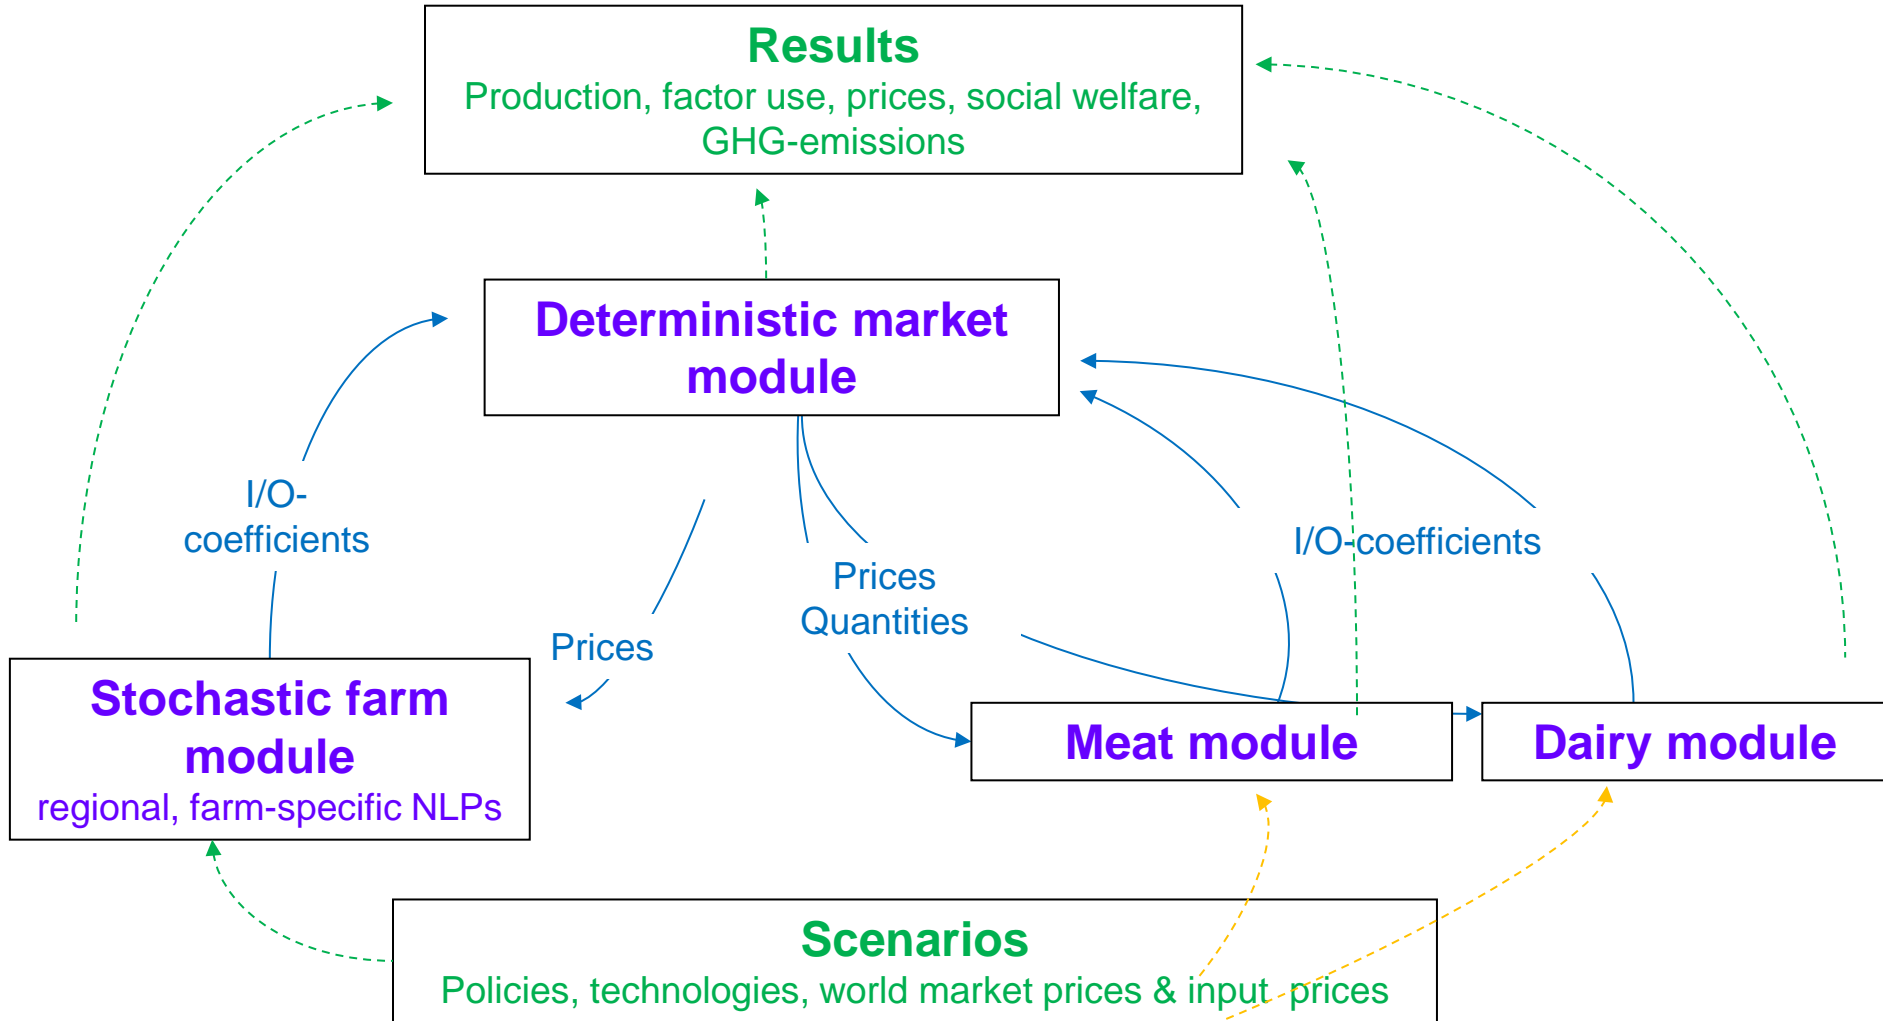 Results
Production, factor use, prices, social welfare,
GHG-emissions
Deterministic market
module
I/O-
coefficients
I/O-coefficients
Prices
Quantities
Prices
Stochastic farm
module
regional, farm-specific NLPs
Meat module
Dairy module
Scenarios
Policies, technologies, world market prices & input prices